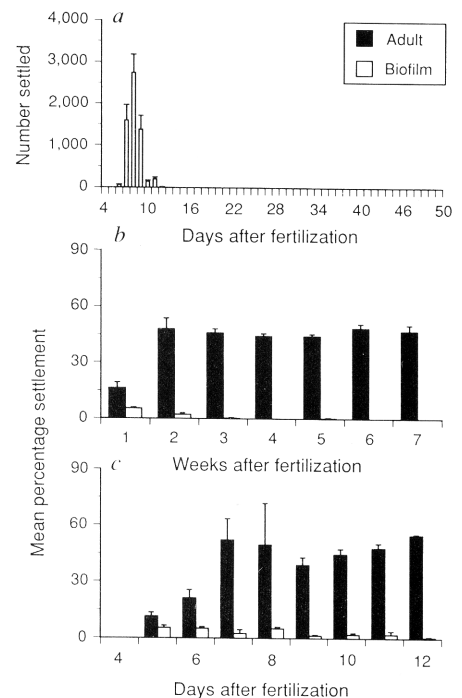 a
4,000
3,000
2,000
1,000
0
Number settled
Adult
Biofilm
4 10 16 22 28 34 40 46 50
Days after fertilization
b
90
60
30
0
1 2 3 4 5 6 7
Weeks after fertilization
Mean percentage settlement
c
90
60
30
0
4 6 8 10 12
Days after fertilization